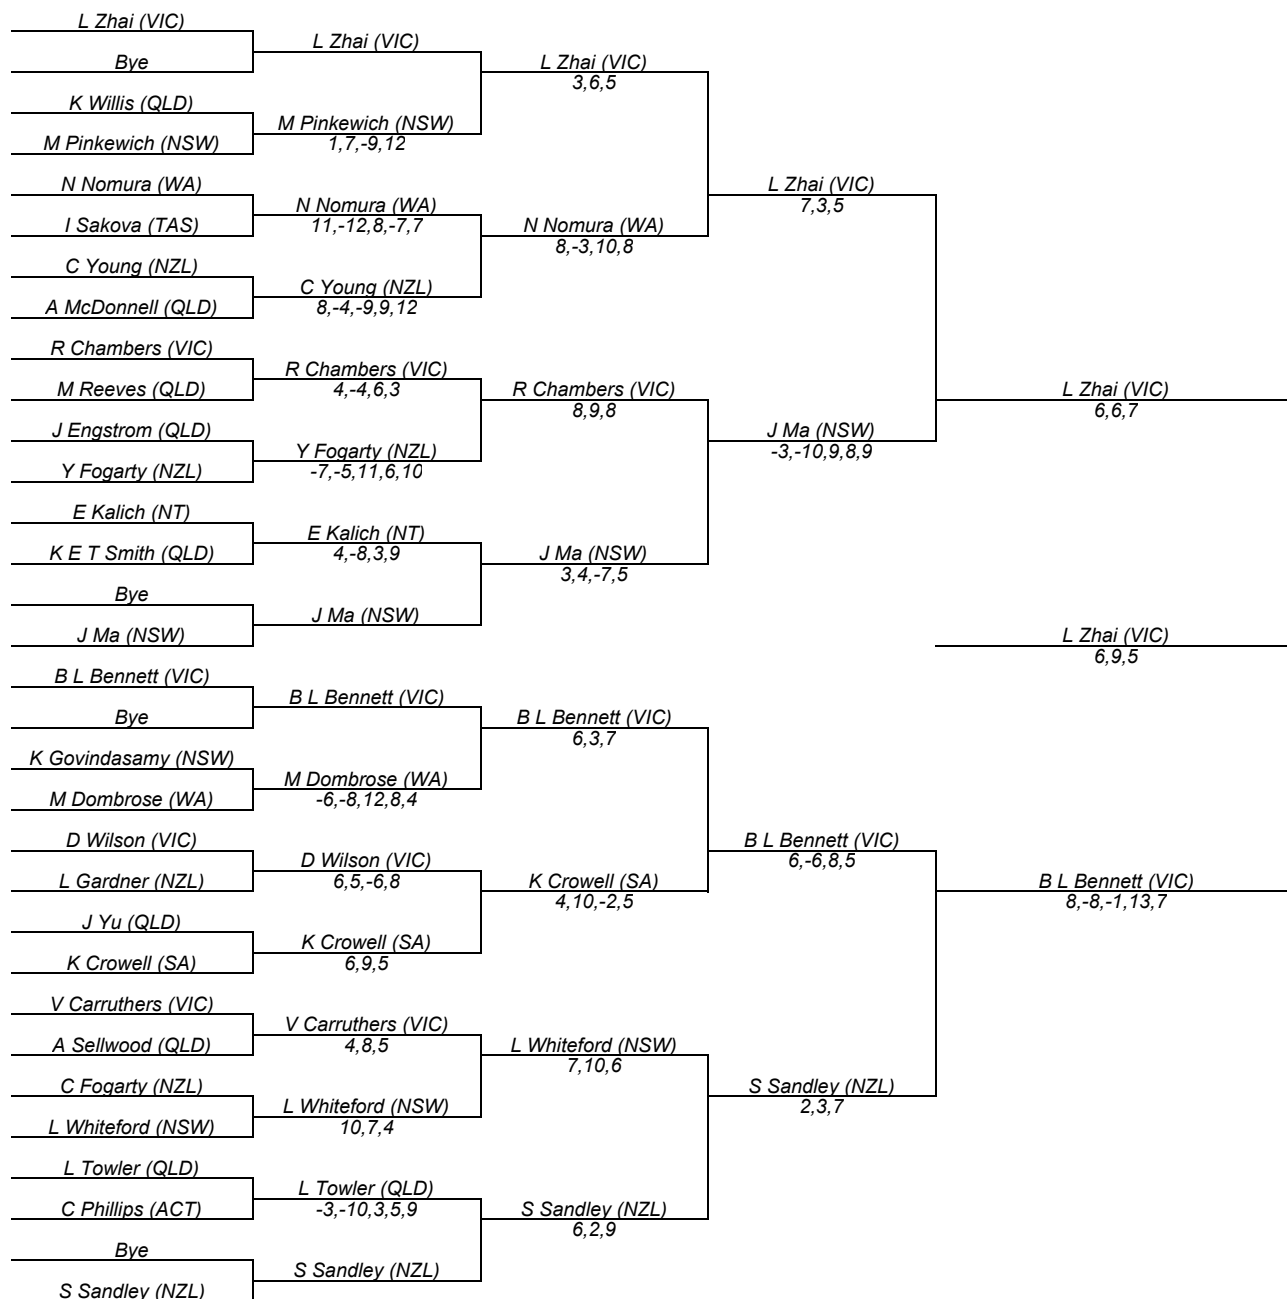 L Zhai (VIC)
Bye
K Willis (QLD)
M Pinkewich (NSW)
N Nomura (WA)
I Sakova (TAS)
C Young (NZL)
A McDonnell (QLD)
R Chambers (VIC)
M Reeves (QLD)
J Engstrom (QLD)
Y Fogarty (NZL)
E Kalich (NT)
K E T Smith (QLD)
Bye
J Ma (NSW)
B L Bennett (VIC)
Bye
K Govindasamy (NSW)
M Dombrose (WA)
D Wilson (VIC)
L Gardner (NZL)
J Yu (QLD)
K Crowell (SA)
V Carruthers (VIC)
A Sellwood (QLD)
C Fogarty (NZL)
L Whiteford (NSW)
L Towler (QLD)
C Phillips (ACT)
Bye
S Sandley (NZL)
L Zhai (VIC)
M Pinkewich (NSW)
1,7,-9,12
N Nomura (WA)
11,-12,8,-7,7
C Young (NZL)
8,-4,-9,9,12
R Chambers (VIC)
4,-4,6,3
Y Fogarty (NZL)
-7,-5,11,6,10
E Kalich (NT)
4,-8,3,9
J Ma (NSW)
B L Bennett (VIC)
M Dombrose (WA)
-6,-8,12,8,4
D Wilson (VIC)
6,5,-6,8
K Crowell (SA)
6,9,5
V Carruthers (VIC)
4,8,5
L Whiteford (NSW)
10,7,4
L Towler (QLD)
-3,-10,3,5,9
S Sandley (NZL)
L Zhai (VIC)
3,6,5
N Nomura (WA)
8,-3,10,8
R Chambers (VIC)
8,9,8
J Ma (NSW)
3,4,-7,5
B L Bennett (VIC)
6,3,7
K Crowell (SA)
4,10,-2,5
L Whiteford (NSW)
7,10,6
S Sandley (NZL)
6,2,9
L Zhai (VIC)
7,3,5
J Ma (NSW)
-3,-10,9,8,9
B L Bennett (VIC)
6,-6,8,5
S Sandley (NZL)
2,3,7
L Zhai (VIC)
6,6,7
L Zhai (VIC)
6,9,5
B L Bennett (VIC)
8,-8,-1,13,7